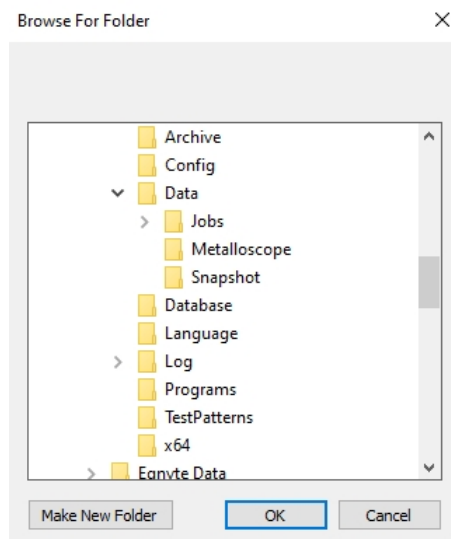 Browse For Folder
Archive
Config
Data
Jobs
Metalloscope
Snapshot
Database
Language
Log
Programs
TestPatterns
x64
Egnyte Data
Make New Folder
OK
Cancel